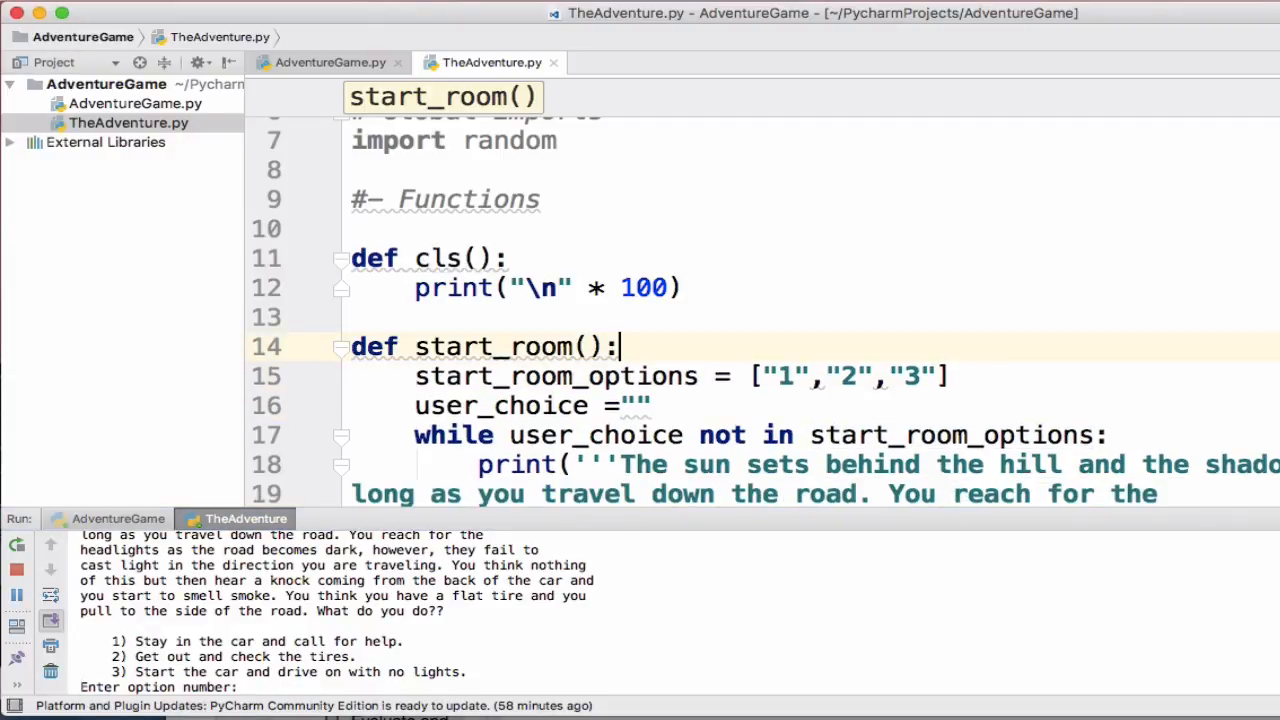 TheAdventure.py - AdventureGame - [~/PycharmProjects/AdventureGame]
AdventureGame TheAdventure.py
Project AdventureGame.py TheAdventure.py
AdventureGame ~/Pycharm
AdventureGame.py
TheAdventure.py
External Libraries
start_room()
# Global Imports
7 import random
8
9 #- Functions
10
11 def cls():
12 print("\n" * 100)
13
14 def start_room():
15 start_room_options = ["1","2","3"]
16 user_choice =""
17 while user_choice not in start_room_options:
18 print('''The sun sets behind the hill and the shado
19 long as you travel down the road. You reach for the
Run: AdventureGame TheAdventure
long as you travel down the road. You reach for the
headlights as the road becomes dark, however, they fail to
cast light in the direction you are traveling. You think nothing
of this but then hear a knock coming from the back of the car and
you start to smell smoke. You think you have a flat tire and you
pull to the side of the road. What do you do??
1) Stay in the car and call for help.
2) Get out and check the tires.
3) Start the car and drive on with no lights.
Enter option number:
Platform and Plugin Updates: PyCharm Community Edition is ready to update. (58 minutes ago)